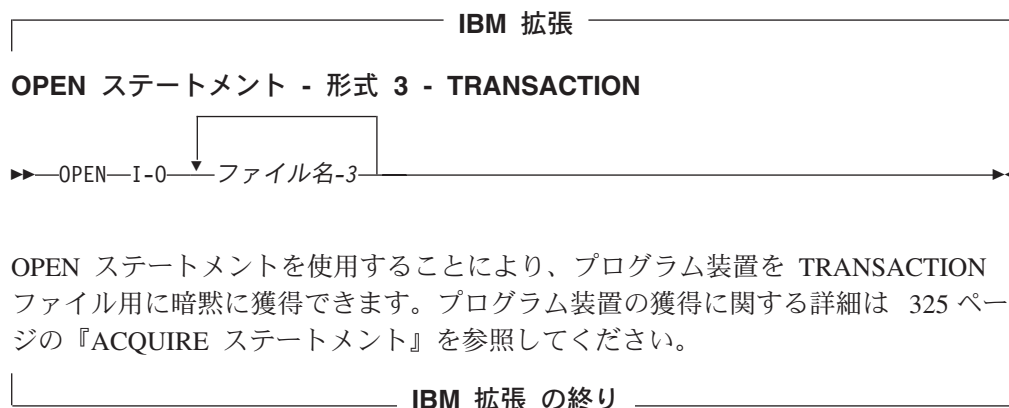 IBM 拡張
OPEN ステートメント - 形式 3 - TRANSACTION
OPEN I-O ファイル名-3
OPEN ステートメントを使用することにより、プログラム装置を TRANSACTION
ファイル用に暗黙に獲得できます。プログラム装置の獲得に関する詳細は 325 ペー
ジの『ACQUIRE ステートメント』を参照してください。
IBM 拡張 の終り